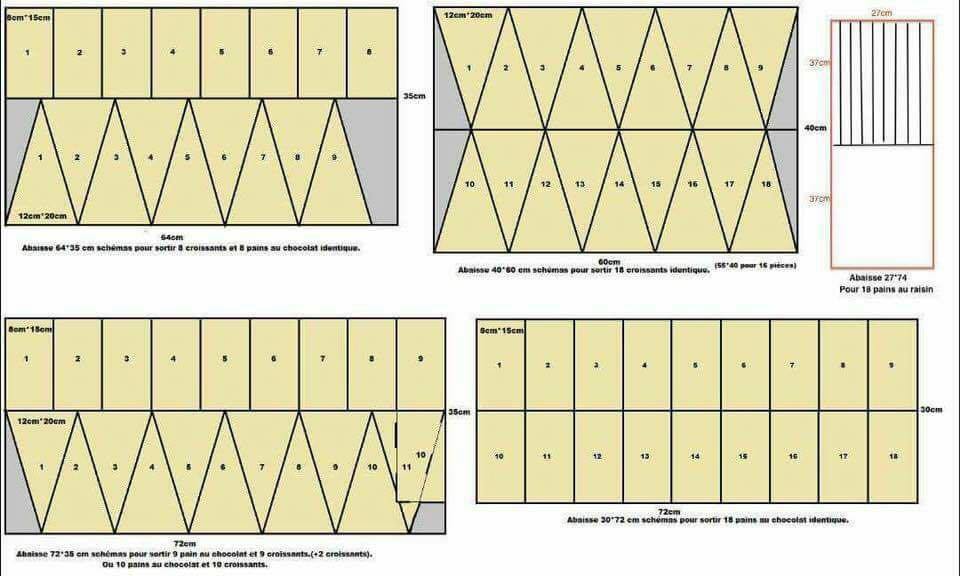 8cm*15cm
1 2 3 4 5 6 7 8
35cm
1 2 3 4 5 6 7 8 9
12cm*20cm
64cm
Abaisse 64*35 cm schémas pour sortir 8 croissants et 8 pains au chocolat identique.
12cm*20cm
1 2 3 4 5 6 7 8 9
40cm
10 11 12 13 14 15 16 17 18
60cm
(55*40 pour 16 pièces)
Abaisse 40*60 cm schémas pour sortir 18 croissants identique.
27cm
37cm
37cm
Abaisse 27*74
Pour 18 pains au raisin
8cm*15cm
1 2 3 4 5 6 7 8 9
35cm
12cm*20cm
1 2 3 4 5 6 7 8 9 10 11 10
72cm
Abaisse 72*35 cm schémas pour sortir 9 pain au chocolat et 9 croissants.(+2 croissants).
Ou 10 pains au chocolat et 10 croissants.
8cm*15cm
1 2 3 4 5 6 7 8 9
30cm
10 11 12 13 14 15 16 17 18
72cm
Abaisse 30*72 cm schémas pour sortir 18 pains au chocolat identique.